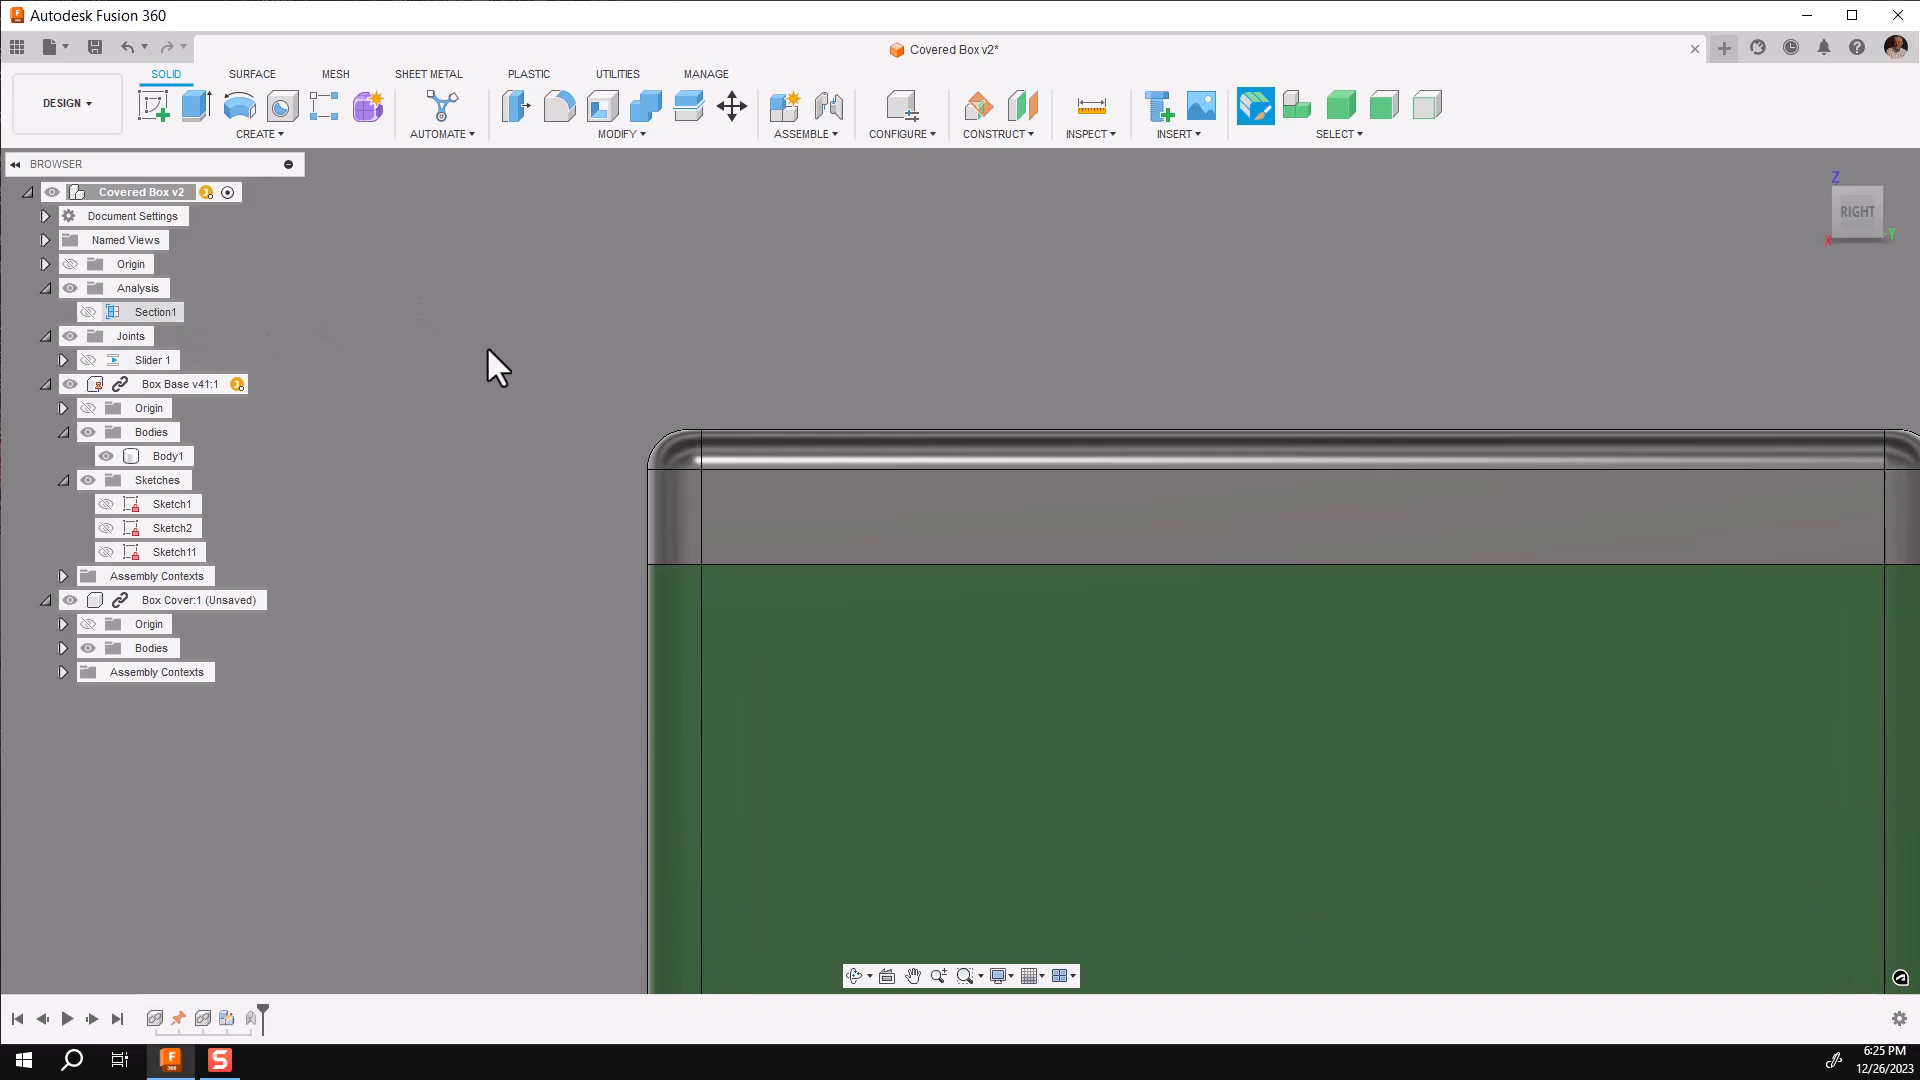 Autodesk Fusion 360
Covered Box v2*
DESIGN
SOLID SURFACE MESH SHEET METAL PLASTIC UTILITIES MANAGE
CREATE AUTOMATE MODIFY ASSEMBLE CONFIGURE CONSTRUCT INSPECT INSERT SELECT
BROWSER
Covered Box v2
Document Settings
Named Views
Origin
Analysis
Section1
Joints
Slider 1
Box Base v41:1
Origin
Bodies
Body1
Sketches
Sketch1
Sketch2
Sketch11
Assembly Contexts
Box Cover:1 (Unsaved)
Origin
Bodies
Assembly Contexts
Z
RIGHT
X
Y
6:25 PM
12/26/2023